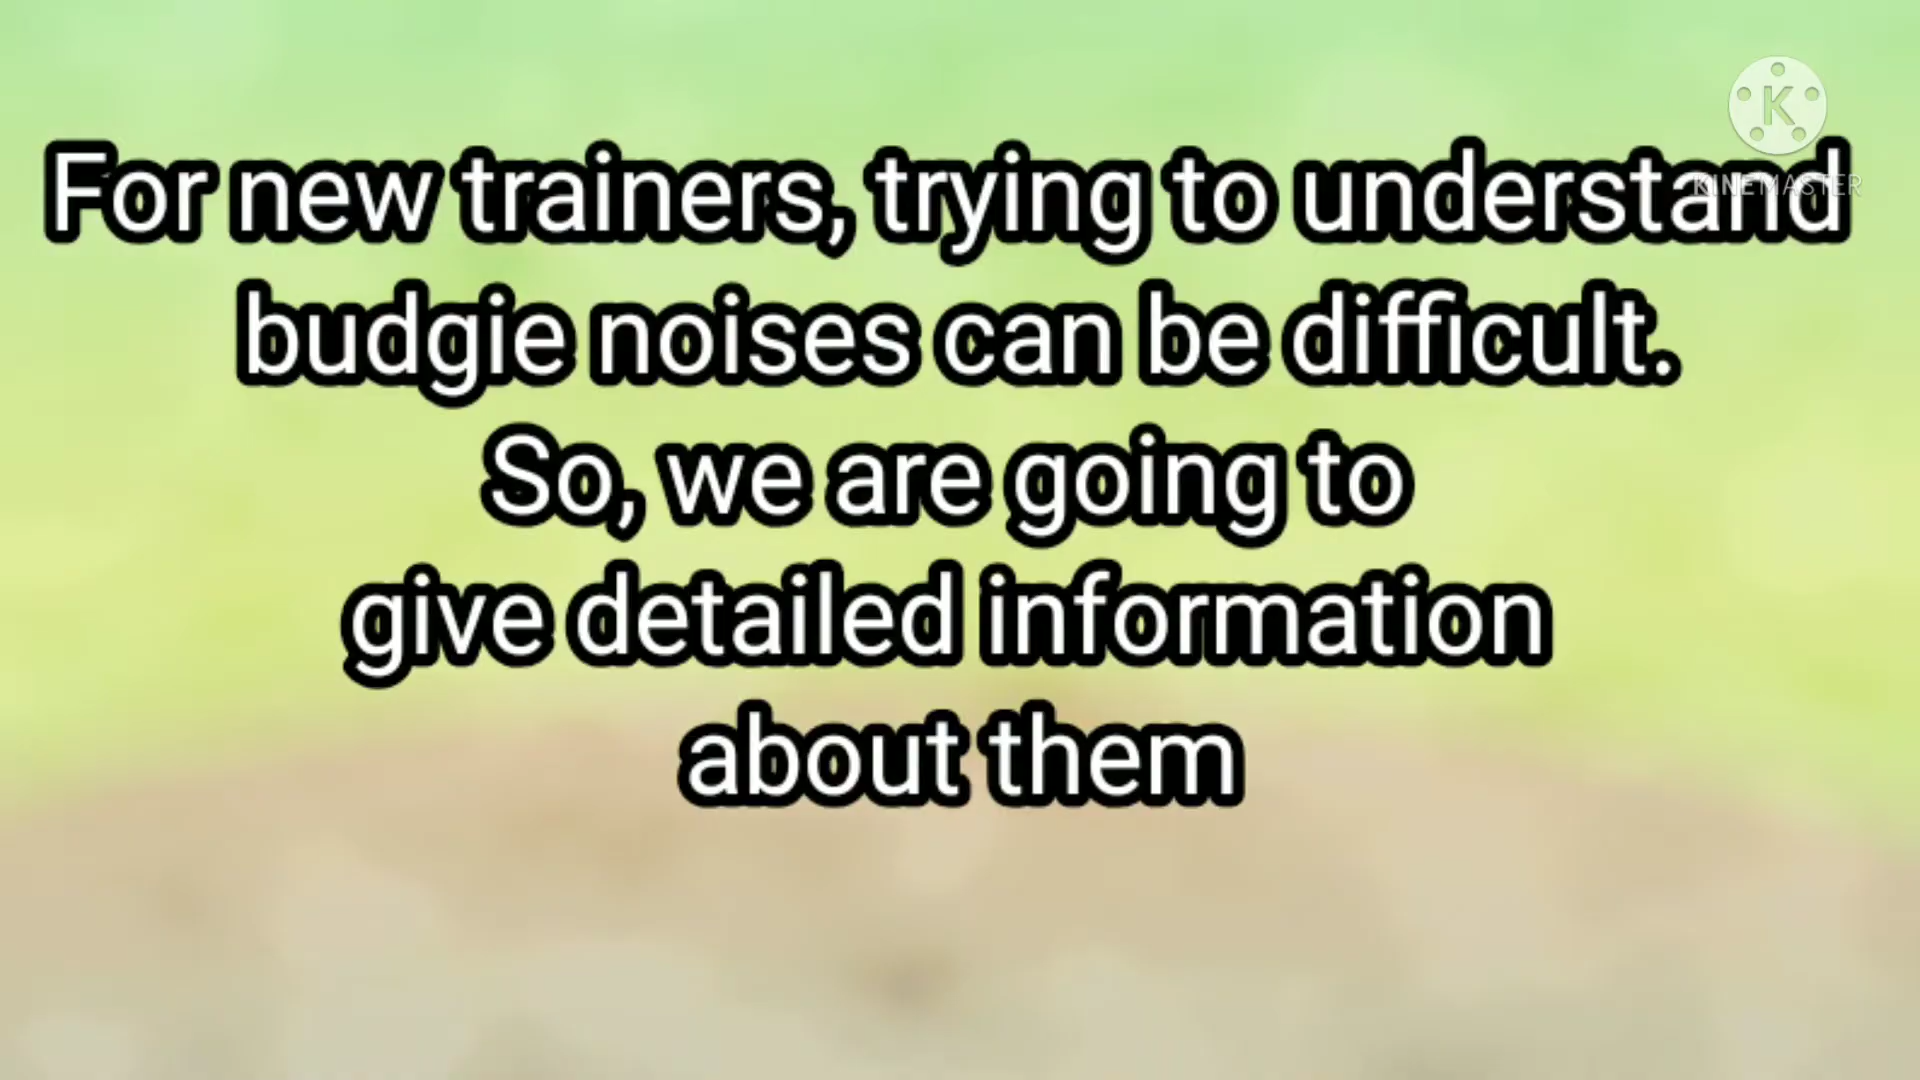 K
KINEMASTER
For new trainers, trying to understand
budgie noises can be difficult.
So, we are going to
give detailed information
about them